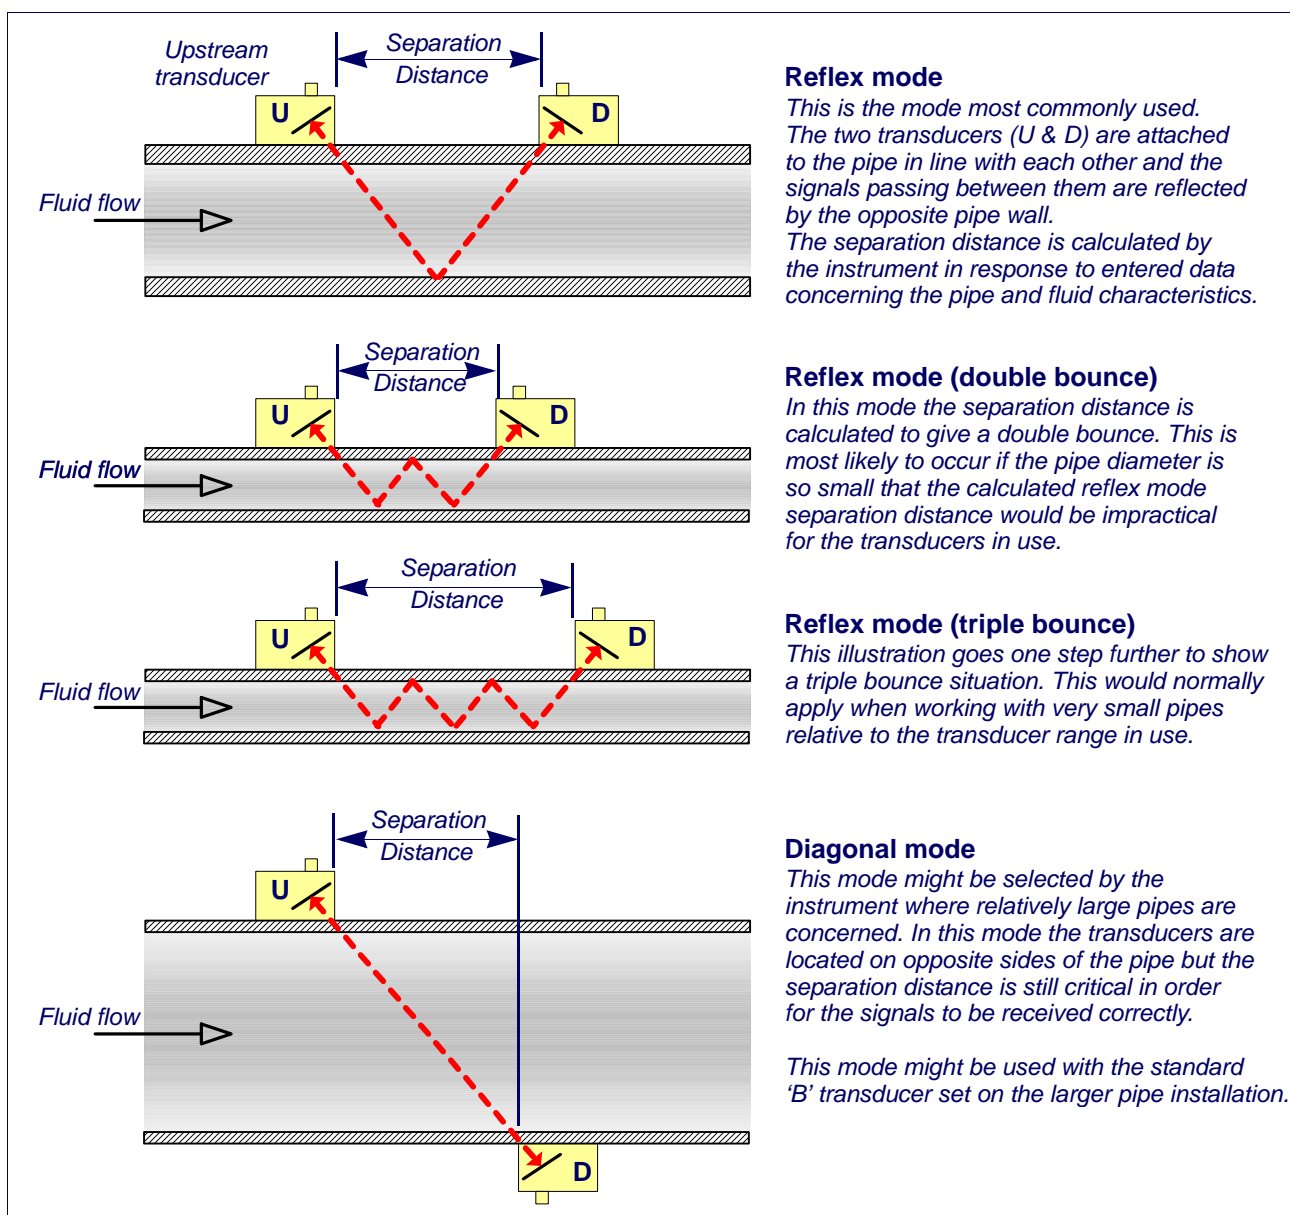 Upstream
transducer
Separation
Distance
U
D
Fluid flow
Reflex mode
This is the mode most commonly used.
The two transducers (U & D) are attached
to the pipe in line with each other and the
signals passing between them are reflected
by the opposite pipe wall.
The separation distance is calculated by
the instrument in response to entered data
concerning the pipe and fluid characteristics.
Separation
Distance
U
D
Fluid flow
Reflex mode (double bounce)
In this mode the separation distance is
calculated to give a double bounce. This is
most likely to occur if the pipe diameter is
so small that the calculated reflex mode
separation distance would be impractical
for the transducers in use.
Separation
Distance
U
D
Fluid flow
Reflex mode (triple bounce)
This illustration goes one step further to show
a triple bounce situation. This would normally
apply when working with very small pipes
relative to the transducer range in use.
Separation
Distance
U
Fluid flow
D
Diagonal mode
This mode might be selected by the
instrument where relatively large pipes are
concerned. In this mode the transducers are
located on opposite sides of the pipe but the
separation distance is still critical in order
for the signals to be received correctly.
This mode might be used with the standard
‘B’ transducer set on the larger pipe installation.